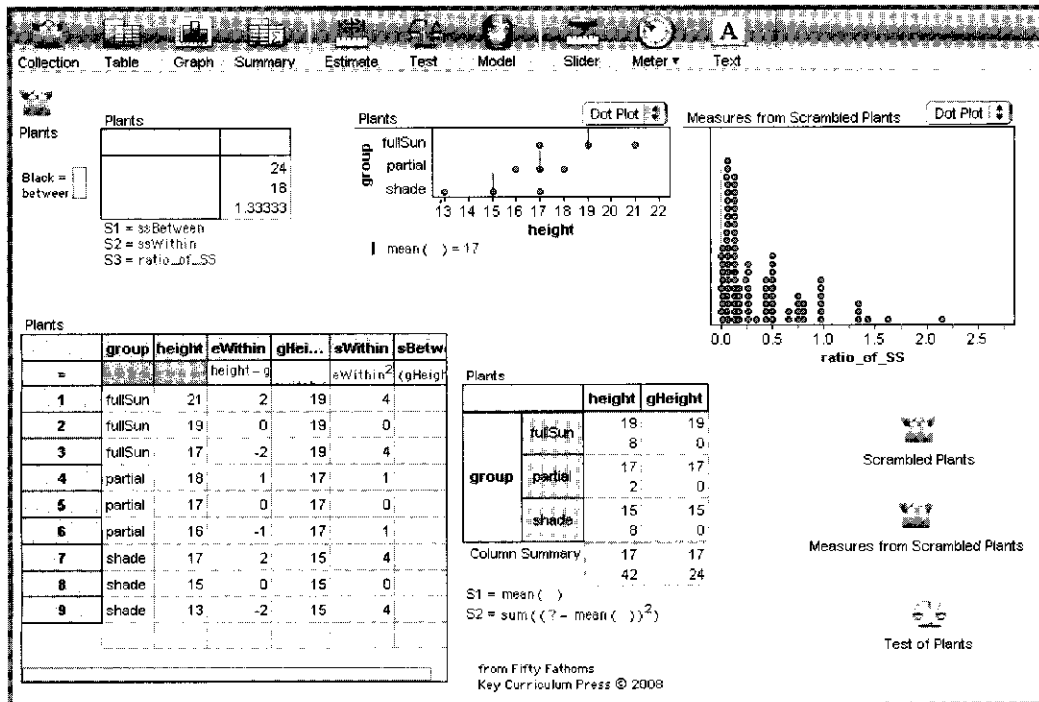 Collection Table Graph Summary Estimate Test Model Slider Meter Text
Plants
Black =
between
Plants
24
18
1.33333
S1 = ssBetween
S2 = ssWithin
S3 = ratio_of_SS
Plants
Dot Plot
group
fullSun
partial
shade
13 14 15 16 17 18 19 20 21 22
height
mean( ) = 17
Measures from Scrambled Plants
Dot Plot
0.0 0.5 1.0 1.5 2.0 2.5
ratio_of_SS
Plants
group height eWithin gHei... sWithin sBetw
= height - g eWithin² (gHeigh
1 fullSun 21 2 19 4
2 fullSun 19 0 19 0
3 fullSun 17 -2 19 4
4 partial 18 1 17 1
5 partial 17 0 17 0
6 partial 16 -1 17 1
7 shade 17 2 15 4
8 shade 15 0 15 0
9 shade 13 -2 15 4
Plants
height gHeight
group
fullSun
19 19
8 0
partial
17 17
2 0
shade
15 15
8 0
Column Summary 17 17
42 24
S1 = mean( )
S2 = sum((? - mean( ))²)
from Fifty Fathoms
Key Curriculum Press © 2008
Scrambled Plants
Measures from Scrambled Plants
Test of Plants